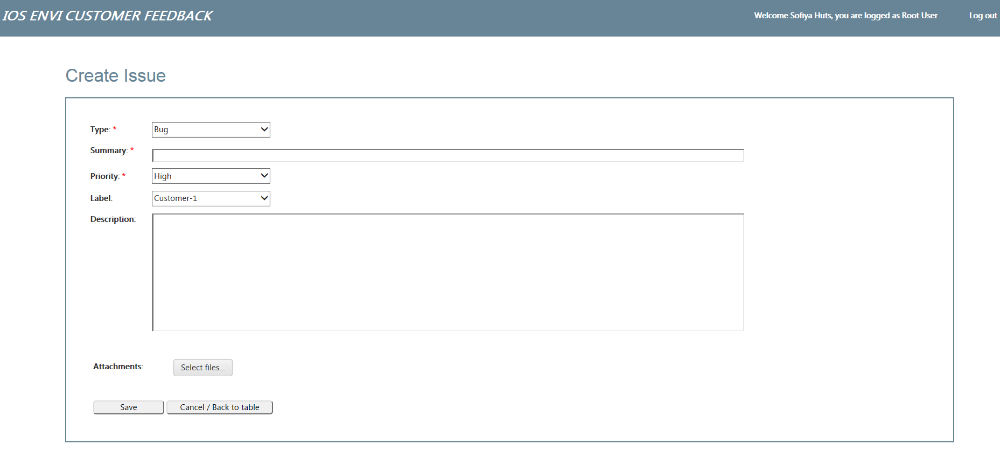 IOS ENVI CUSTOMER FEEDBACK
Welcome Sofiya Huts, you are logged as Root User
Log out
Create Issue
Type: *
Bug
Summary: *
Priority: *
High
Label:
Customer-1
Description:
Attachments:
Select files...
Save
Cancel / Back to table